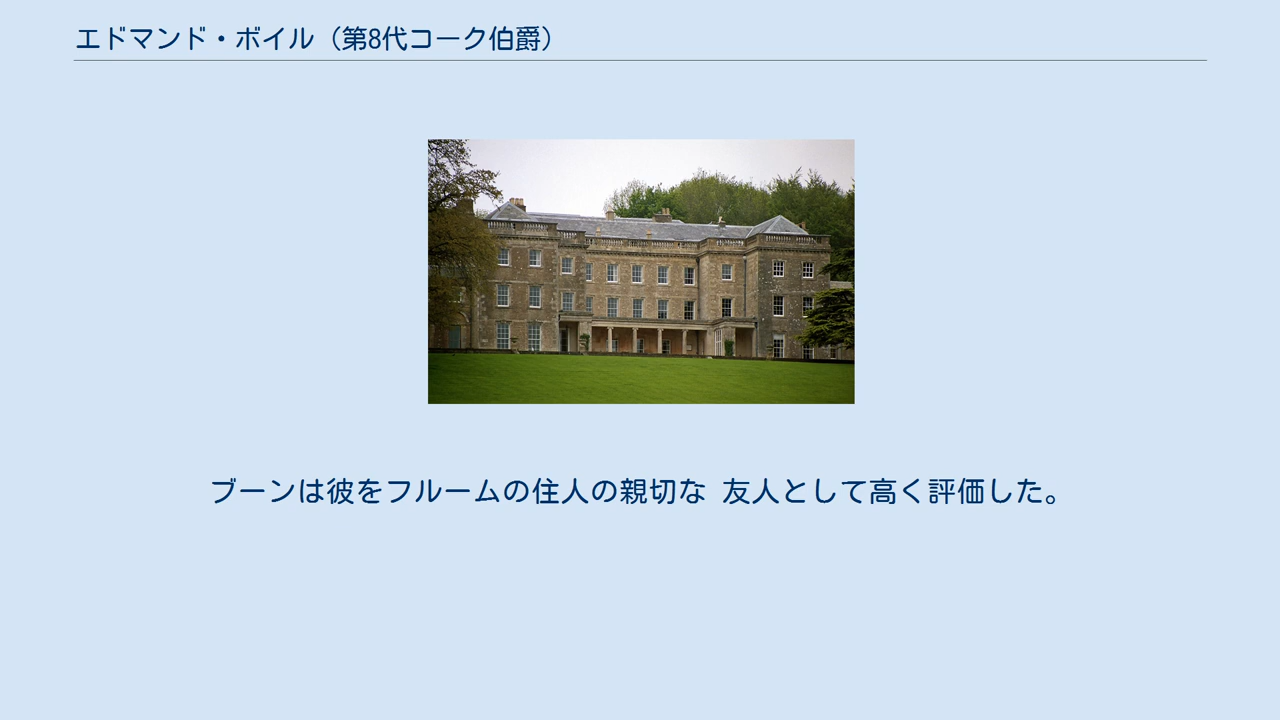 エドマンド・ボイル（第8代コーク伯爵）
ブーンは彼をフルームの住人の親切な 友人として高く評価した。